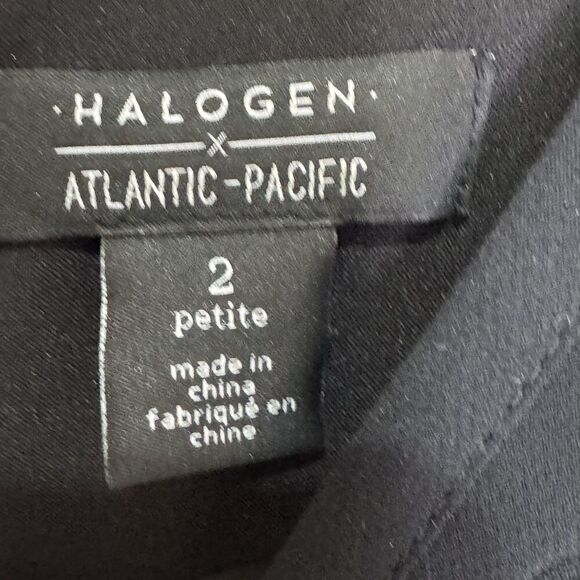 ·HALOGEN·
X
ATLANTIC-PACIFIC
2
petite
made in
china
fabriqué en
chine